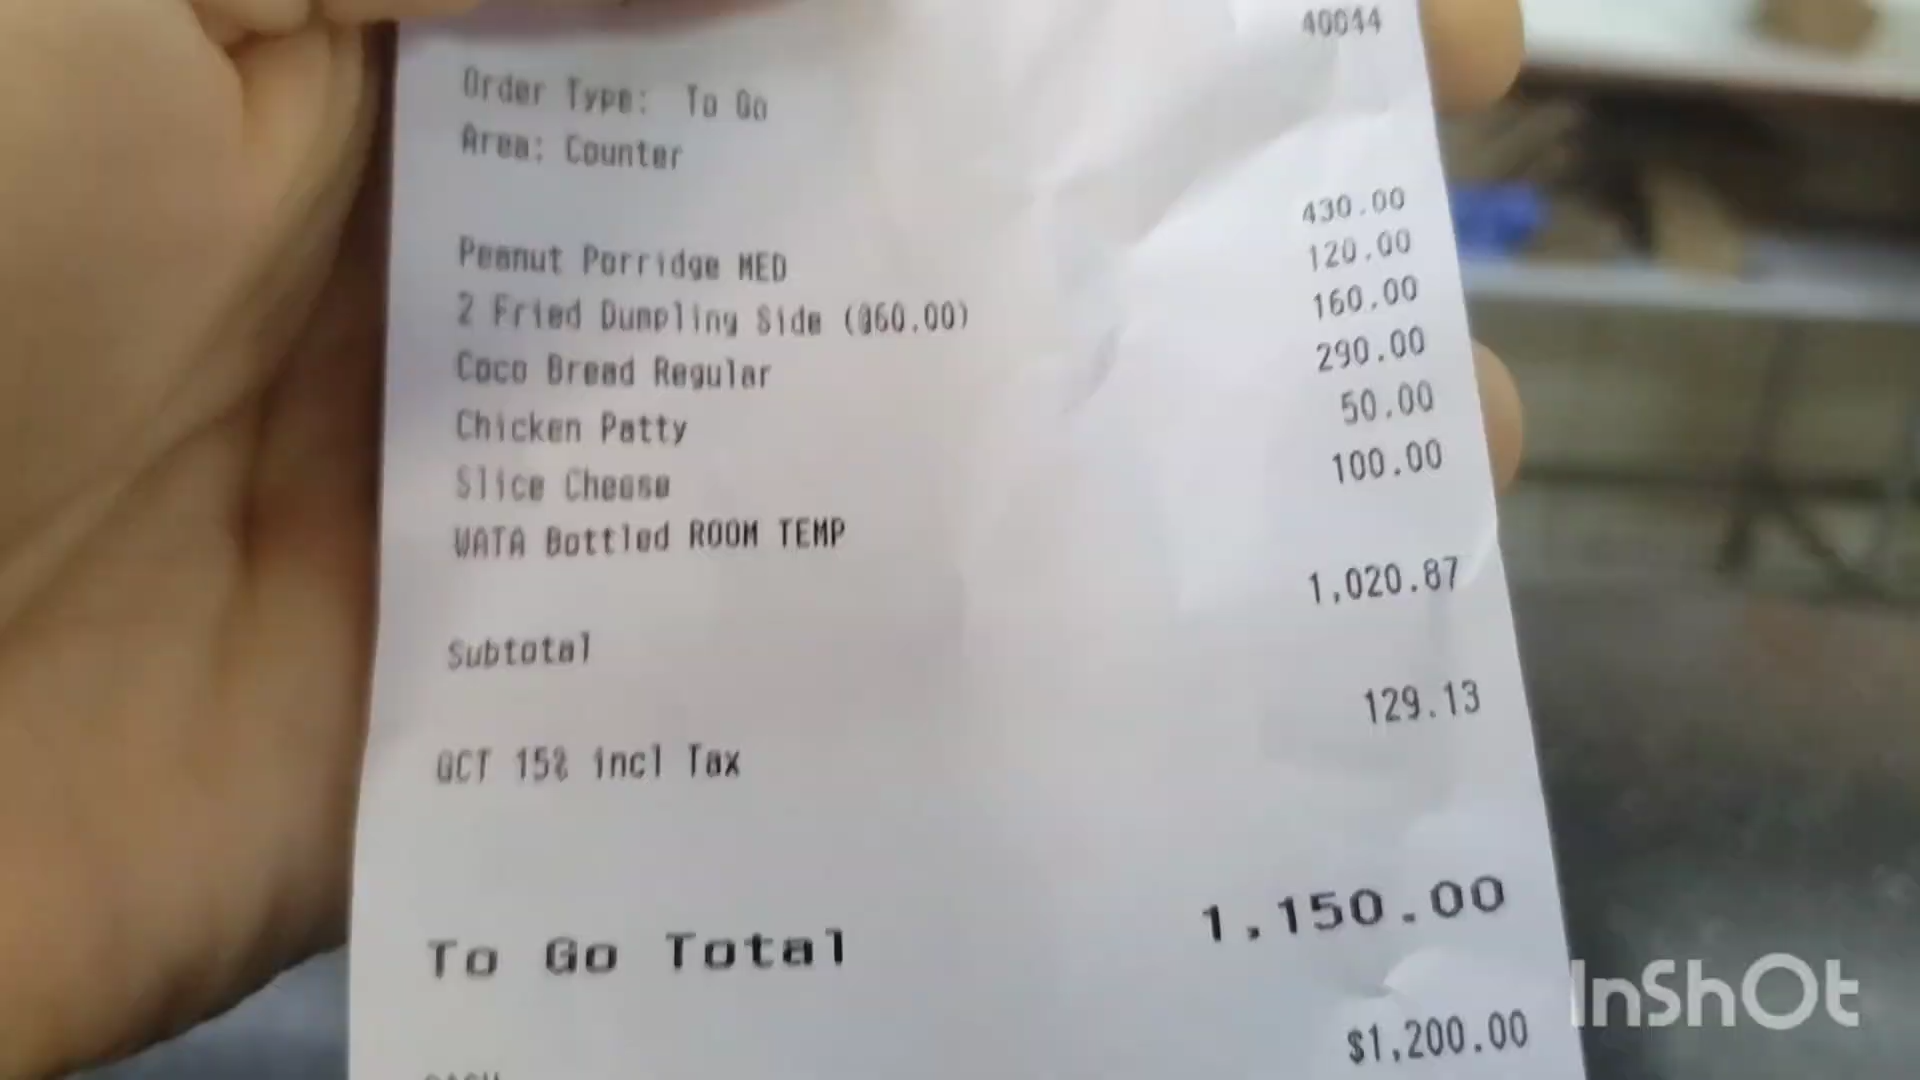 40044
Order Type: To Go
Area: Counter
Peanut Porridge MED 430.00
2 Fried Dumpling Side (@60.00) 120.00
Coco Bread Regular 160.00
Chicken Patty 290.00
Slice Cheese 50.00
WATA Bottled ROOM TEMP 100.00
Subtotal 1,020.87
GCT 15% incl Tax 129.13
To Go Total 1,150.00
$1,200.00
InShOt